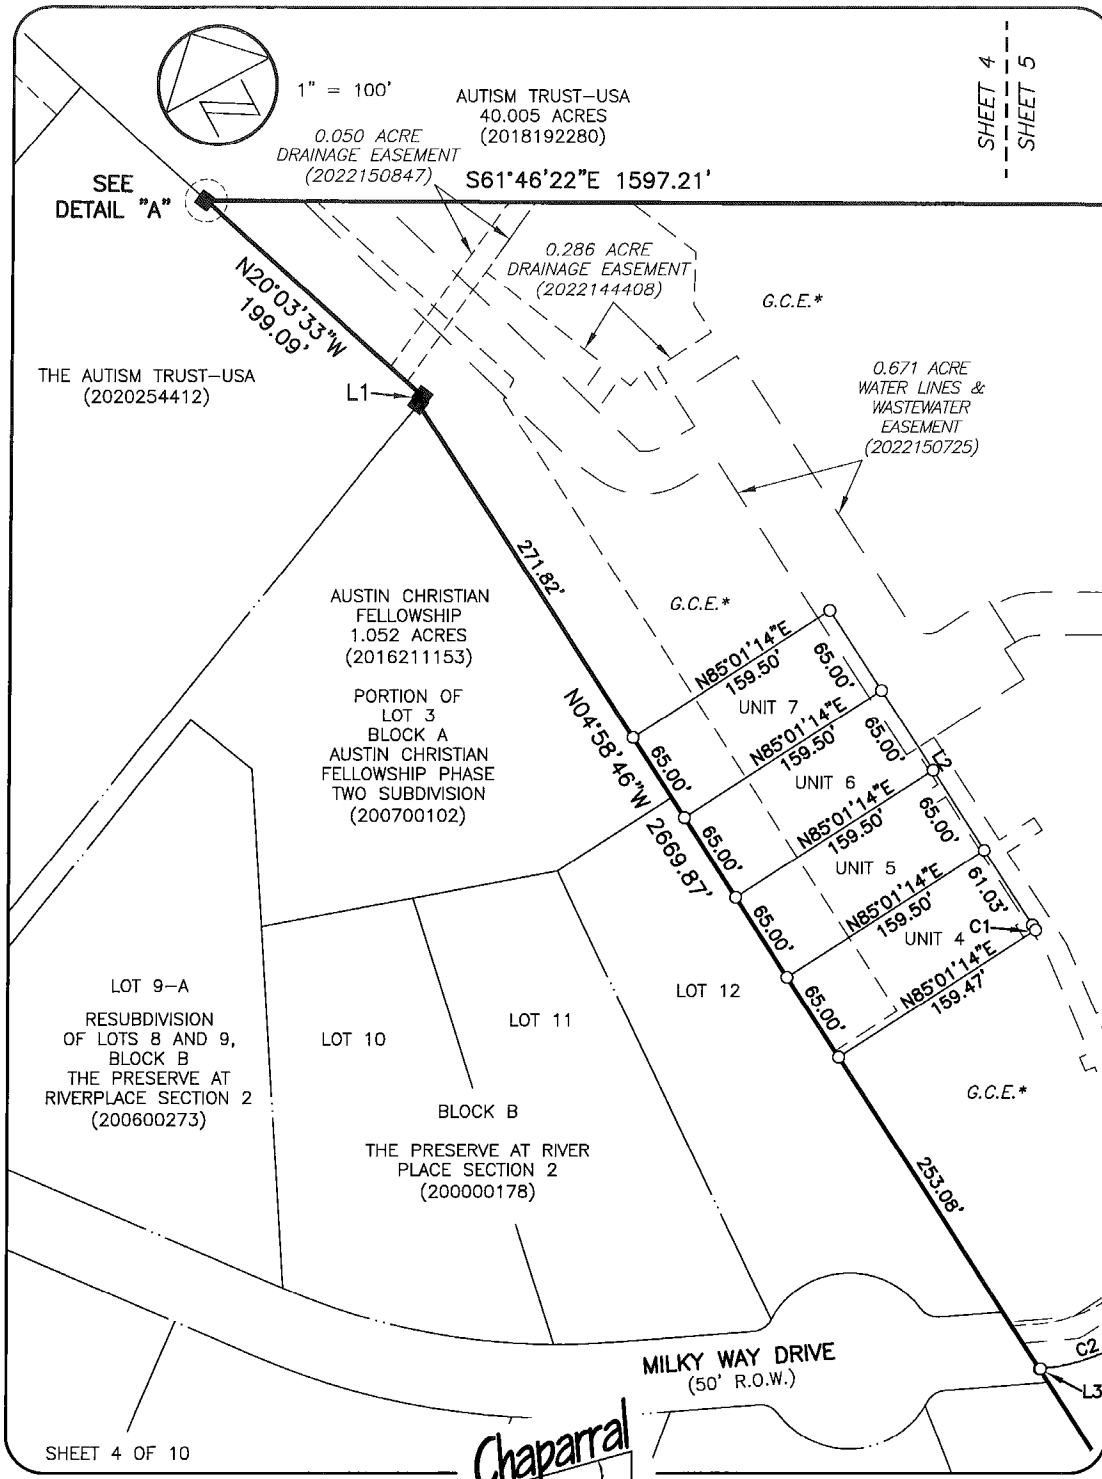 1" = 100'
AUTISM TRUST-USA
40.005 ACRES
(2018192280)
SHEET 4
SHEET 5
0.050 ACRE
DRAINAGE EASEMENT
(2022150847)
S61°46'22"E 1597.21'
SEE
DETAIL "A"
0.286 ACRE
DRAINAGE EASEMENT
(2022144408)
G.C.E.*
N20°03'33"W
199.09'
THE AUTISM TRUST-USA
(2020254412)
L1
0.671 ACRE
WATER LINES &
WASTEWATER
EASEMENT
(2022150725)
271.82'
AUSTIN CHRISTIAN
FELLOWSHIP
1.052 ACRES
(2016211153)
G.C.E.*
PORTION OF
LOT 3
BLOCK A
AUSTIN CHRISTIAN
FELLOWSHIP PHASE
TWO SUBDIVISION
(200700102)
N85°01'14"E
159.50'
65.00'
UNIT 7
N04°58'46"W 2669.87'
65.00'
N85°01'14"E
159.50'
65.00'
UNIT 6
L2
65.00'
N85°01'14"E
159.50'
65.00'
UNIT 5
65.00'
N85°01'14"E
159.50'
61.03'
UNIT 4
C1
65.00'
N85°01'14"E
159.47'
LOT 9-A
RESUBDIVISION
OF LOTS 8 AND 9,
BLOCK B
THE PRESERVE AT
RIVERPLACE SECTION 2
(200600273)
LOT 10
LOT 11
LOT 12
BLOCK B
THE PRESERVE AT RIVER
PLACE SECTION 2
(200000178)
G.C.E.*
253.08'
MILKY WAY DRIVE
(50' R.O.W.)
C2
L3
SHEET 4 OF 10
Chaparral